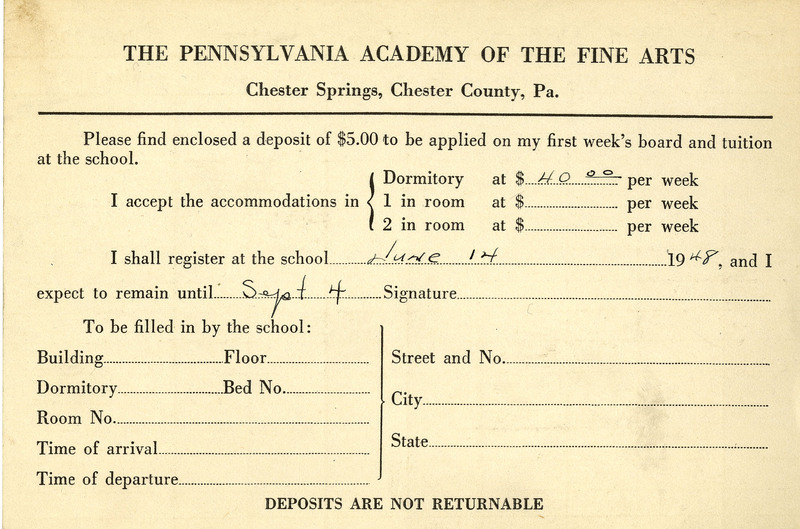 THE PENNSYLVANIA ACADEMY OF THE FINE ARTS
Chester Springs, Chester County, Pa.
Please find enclosed a deposit of $5.00 to be applied on my first week's board and tuition
at the school.
I accept the accommodations in { Dormitory at $ 40 00 per week
1 in room at $ per week
2 in room at $ per week
I shall register at the school June 14 1948, and I
expect to remain until Sept 4 Signature
To be filled in by the school:
Building Floor
Dormitory Bed No.
Room No.
Time of arrival
Time of departure
Street and No.
City
State
DEPOSITS ARE NOT RETURNABLE